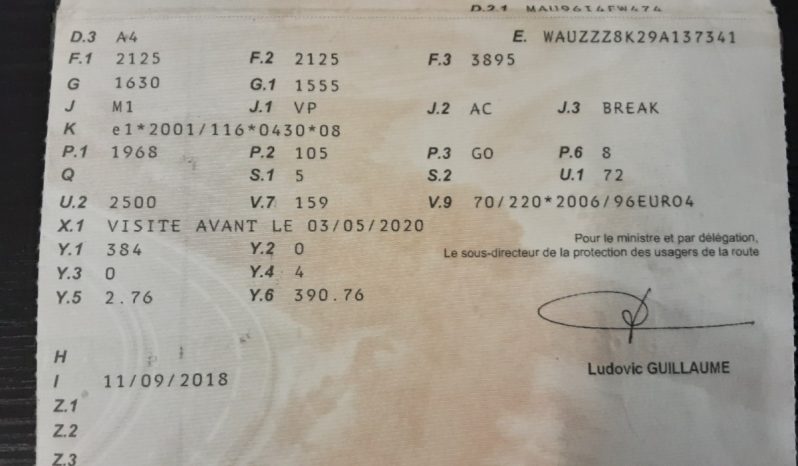 D.2.1
D.3 A4 E. WAUZZZ8K29A137341
F.1 2125 F.2 2125 F.3 3895
G 1630 G.1 1555
J M1 J.1 VP J.2 AC J.3 BREAK
K e1*2001/116*0430*08
P.1 1968 P.2 105 P.3 GO P.6 8
Q S.1 5 S.2 U.1 72
U.2 2500 V.7 159 V.9 70/220*2006/96EURO4
X.1 VISITE AVANT LE 03/05/2020
Y.1 384 Y.2 0 Pour le ministre et par délégation,
Le sous-directeur de la protection des usagers de la route
Y.3 0 Y.4 4
Y.5 2.76 Y.6 390.76
H
Ludovic GUILLAUME
I 11/09/2018
Z.1
Z.2
Z.3